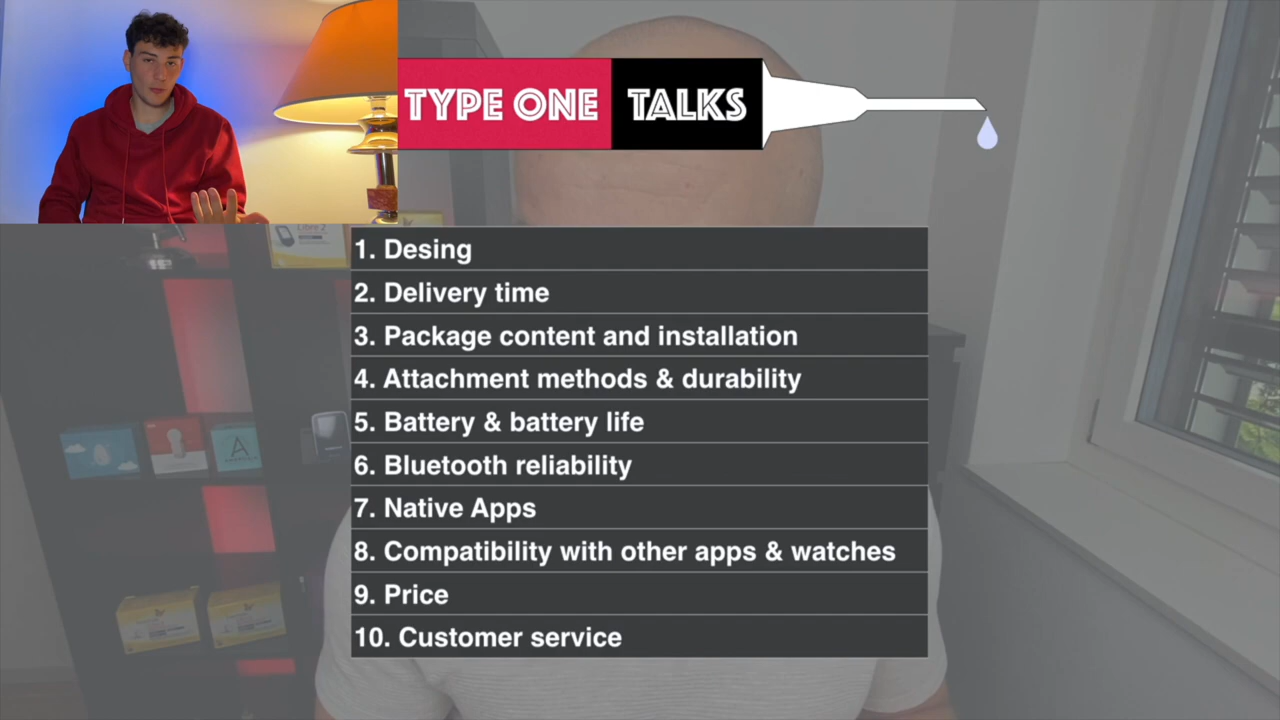 TYPE ONE TALKS
Libre 2
1. Desing
2. Delivery time
3. Package content and installation
4. Attachment methods & durability
5. Battery & battery life
6. Bluetooth reliability
7. Native Apps
8. Compatibility with other apps & watches
9. Price
10. Customer service